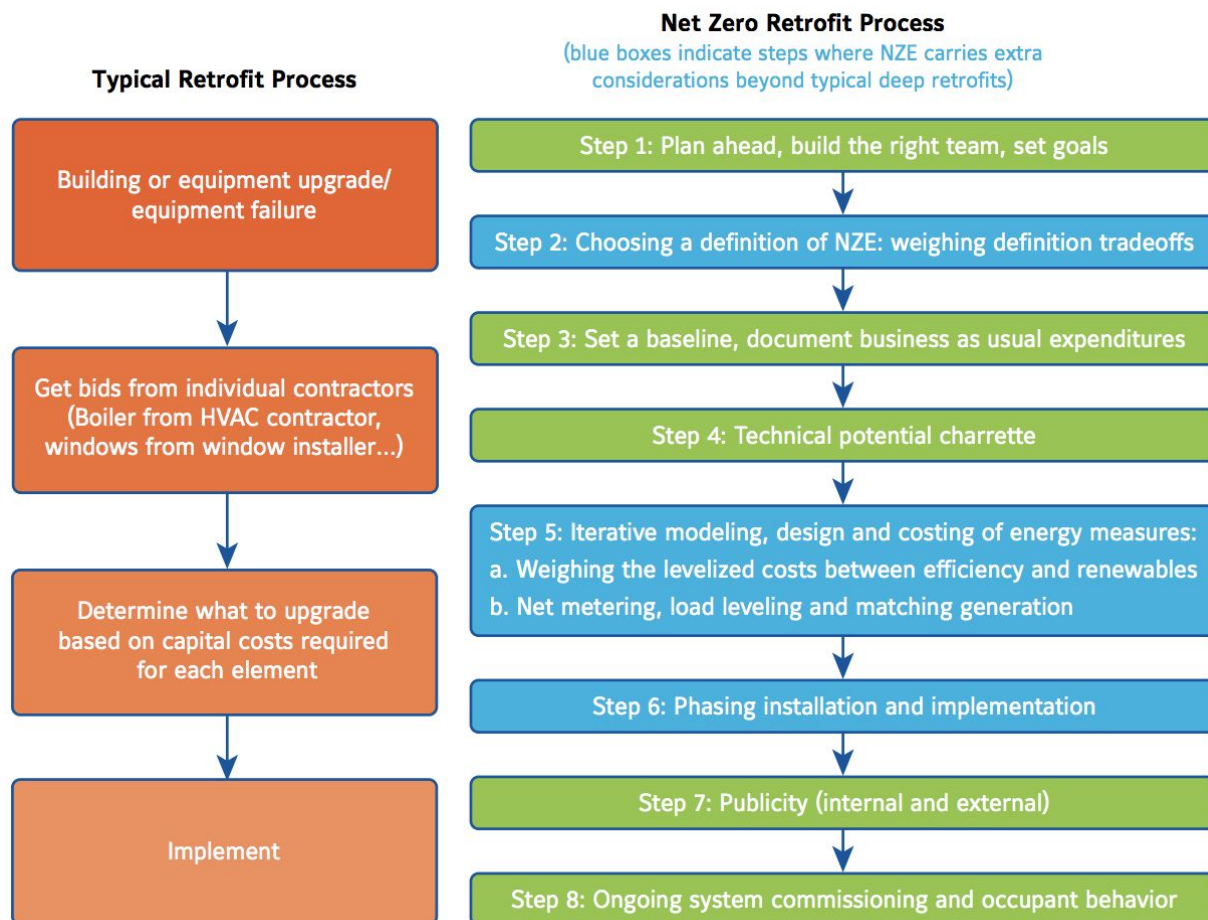 Typical Retrofit Process
Building or equipment upgrade/
equipment failure
Get bids from individual contractors
(Boiler from HVAC contractor,
windows from window installer...)
Determine what to upgrade
based on capital costs required
for each element
Implement
Net Zero Retrofit Process
(blue boxes indicate steps where NZE carries extra
considerations beyond typical deep retrofits)
Step 1: Plan ahead, build the right team, set goals
Step 2: Choosing a definition of NZE: weighing definition tradeoffs
Step 3: Set a baseline, document business as usual expenditures
Step 4: Technical potential charrette
Step 5: Iterative modeling, design and costing of energy measures:
a. Weighing the levelized costs between efficiency and renewables
b. Net metering, load leveling and matching generation
Step 6: Phasing installation and implementation
Step 7: Publicity (internal and external)
Step 8: Ongoing system commissioning and occupant behavior